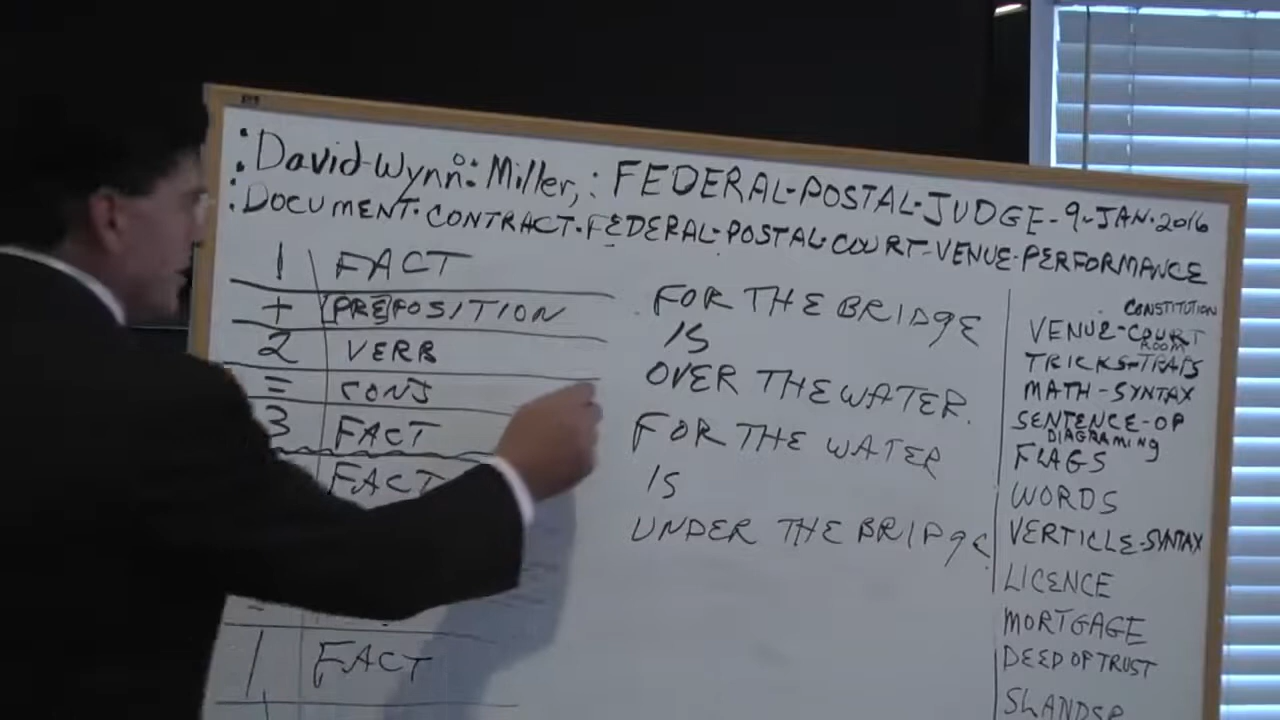 :David-Wynn: Miller,: FEDERAL-POSTAL-JUDGE-9-JAN-2016
:DOCUMENT-CONTRACT-FEDERAL-POSTAL-COURT-VENUE-PERFORMANCE
1 FACT
+ PREPOSITION
2 VERB
= CONJ
3 FACT
FACT
1 FACT
FOR THE BRIDGE
IS
OVER THE WATER.
FOR THE WATER
IS
UNDER THE BRIDGE.
CONSTITUTION
VENUE-COURT
ROOM
TRICKS-TRAPS
MATH-SYNTAX
SENTENCE-OP
DIAGRAMING
FLAGS
WORDS
VERTICLE-SYNTAX
LICENCE
MORTGAGE
DEED OF TRUST
SLANDER